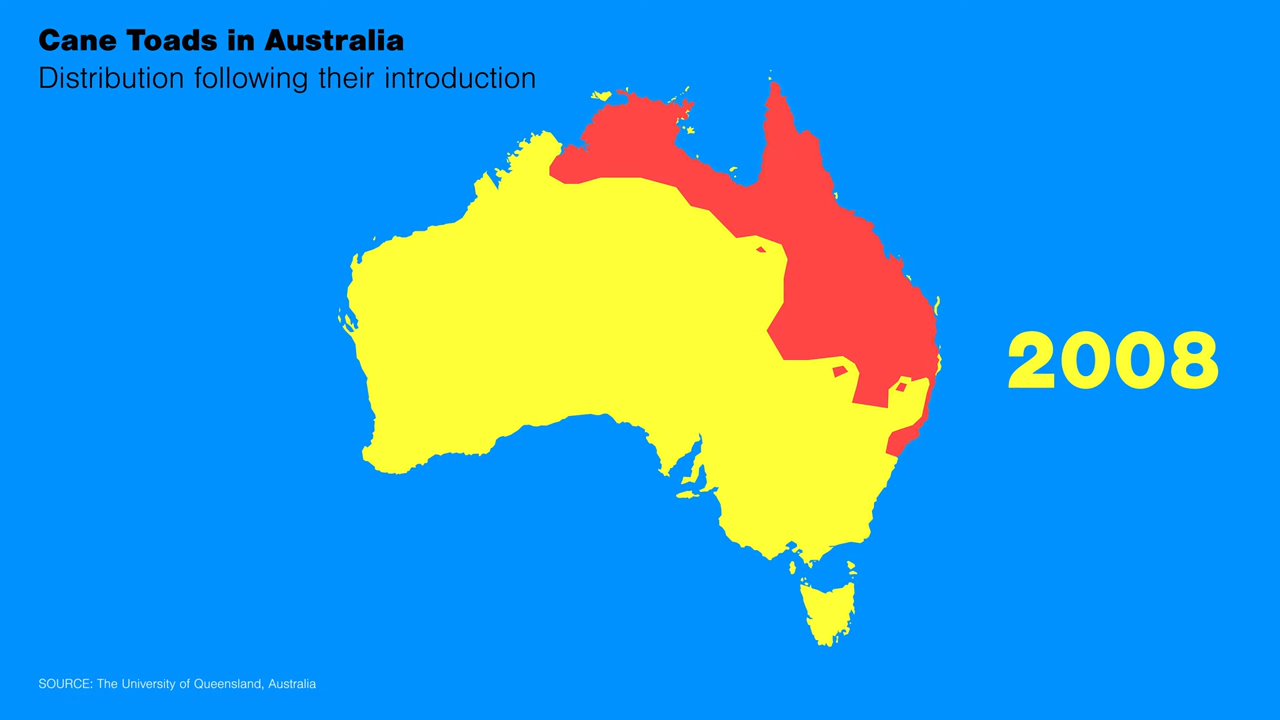 Cane Toads in Australia
Distribution following their introduction
2008
SOURCE: The University of Queensland, Australia